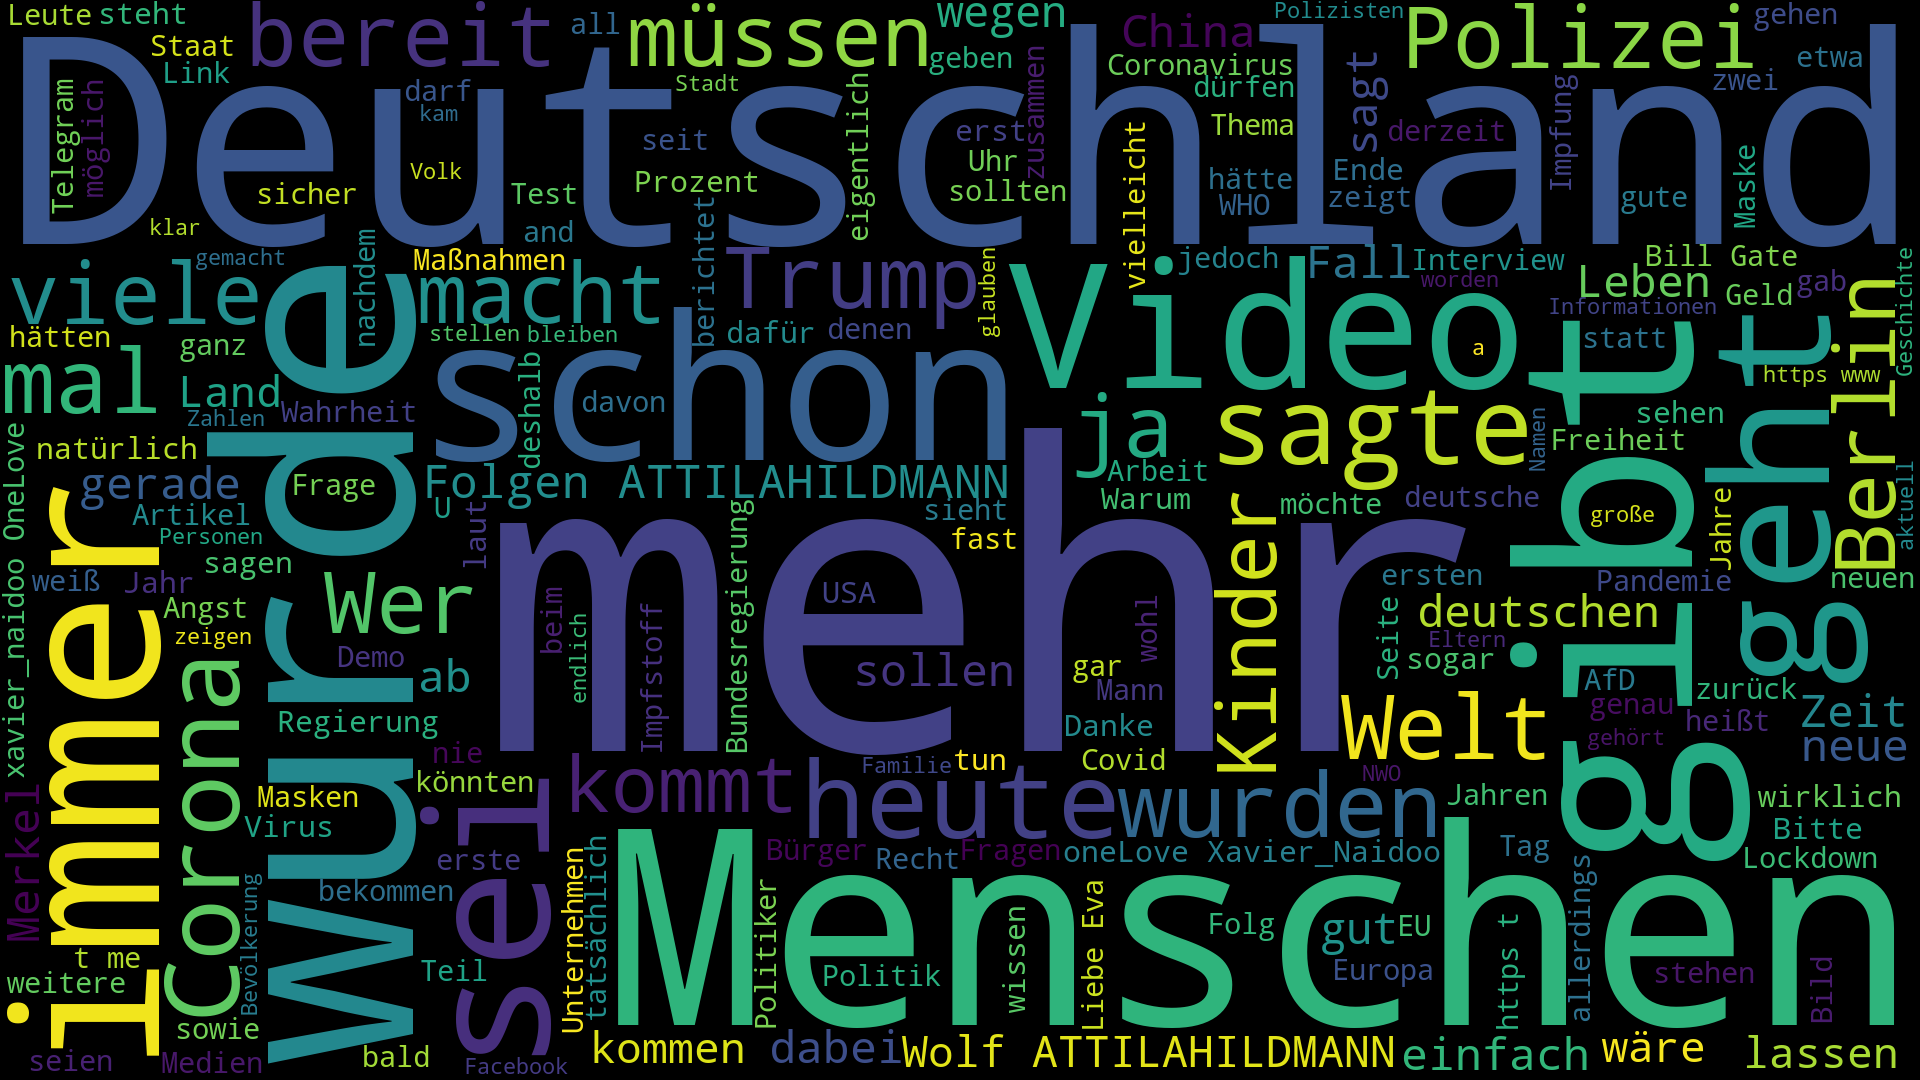 Leute steht
bereit
all
müssen
wegen
China
Polizisten
Polizei
gehen
Staat
Link
Deutschland
Telegram
möglich
darf
kam
Stadt
geben
zusammen
Coronavirus
dürfen
sagt
zwei
etwa
seit
eigentlich
erst
Thema
derzeit
Impfung
Maske
Volk
sicher
Test
Prozent
Uhr
sollten
vielleicht
hätte
WHO
Ende
zeigt
gute
klar
and
gemacht
nachdem
Maßnahmen
berichtet
Trump
glauben
jedoch
Fall
Interview
worden
Bill Gate
Leben
Geld
gab
Geschichte
viele
wurde
macht
Video
Informationen
hätten
ganz
stellen
bleiben
dafür
denen
a
gibt
statt
geht
Berlin
https www
mal
Land
Zahlen
Wahrheit
schon
deshalb
davon
ja
sagte
Namen
sehen
Freiheit
natürlich
xavier_naidoo OneLove
gerade
Frage
Folgen ATTILAHILDMANN
Arbeit
Warum
möchte
deutsche
große
Jahre
aktuell
Artikel
Personen
immer
U
laut
mehr
Bundesregierung
sieht
fast
Kinder
sagen
weiß
Jahr
Angst
zeigen
Wer
beim
endlich
Impfstoff
USA
wohl
ersten
Pandemie
neuen
deutschen
Seite
Eltern
Corona
Demo
ab
sollen
gar
Mann
sogar
AfD
genau
gehört
zurück
heißt
Zeit
neue
Regierung
Danke
Covid
Welt
nie
könnten
sei
kommt
Familie
tun
NWO
Merkel
Masken
Virus
heute
wurden
Jahren
wirklich
Bitte
Lockdown
erste
Bürger
Recht
Fragen
oneLove Xavier_Naidoo
Tag
Bevölkerung
bekommen
Unternehmen
tatsächlich
Menschen
Politiker
wissen
Liebe Eva
Folg
gut
EU
https t
allerdings
t me
weitere
Teil
Politik
Europa
stehen
Bild
sowie
seien
Medien
bald
Facebook
kommen
dabei
Wolf ATTILAHILDMANN
einfach
wäre
lassen